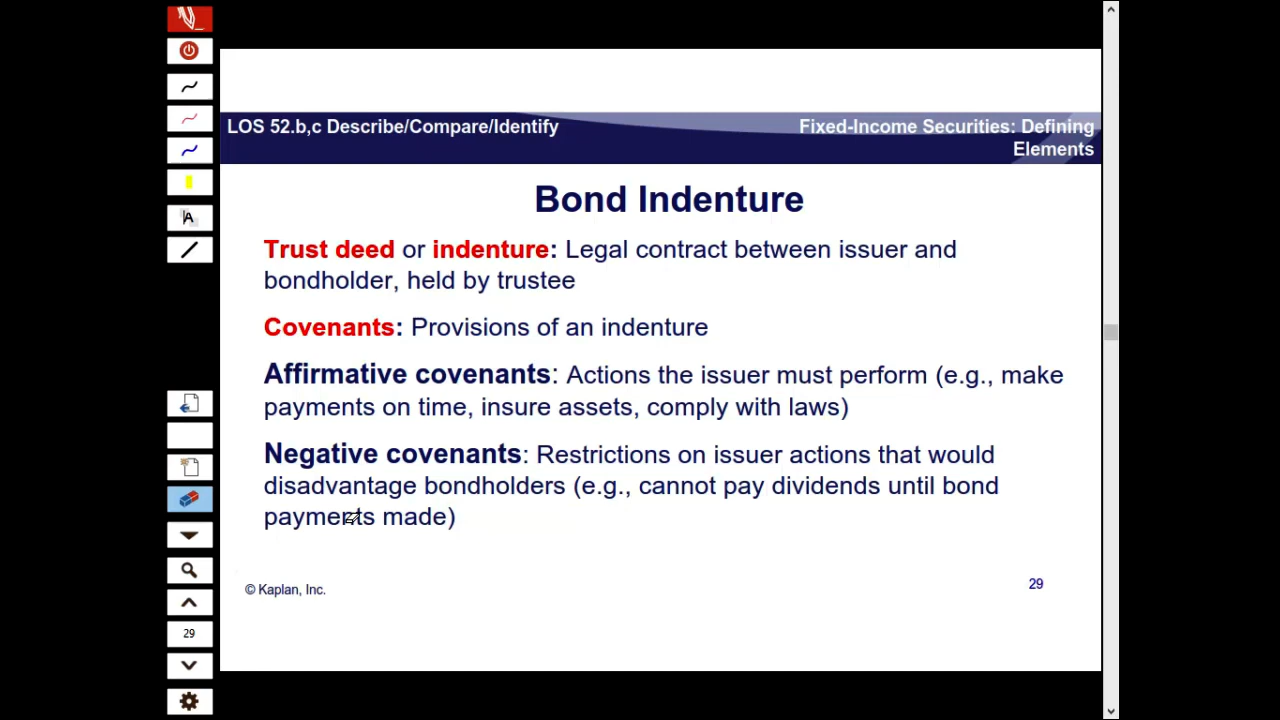 LOS 52.b,c Describe/Compare/Identify
Fixed-Income Securities: Defining
Elements
Bond Indenture
Trust deed or indenture: Legal contract between issuer and
bondholder, held by trustee
Covenants: Provisions of an indenture
Affirmative covenants: Actions the issuer must perform (e.g., make
payments on time, insure assets, comply with laws)
Negative covenants: Restrictions on issuer actions that would
disadvantage bondholders (e.g., cannot pay dividends until bond
payments made)
© Kaplan, Inc.
29
A
29